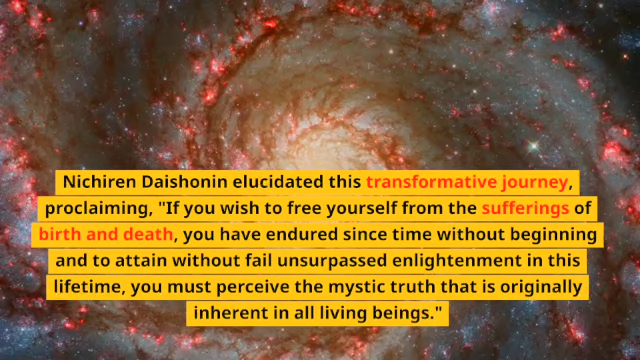 Nichiren Daishonin elucidated this transformative journey,
proclaiming, "If you wish to free yourself from the sufferings of
birth and death, you have endured since time without beginning
and to attain without fail unsurpassed enlightenment in this
lifetime, you must perceive the mystic truth that is originally
inherent in all living beings."